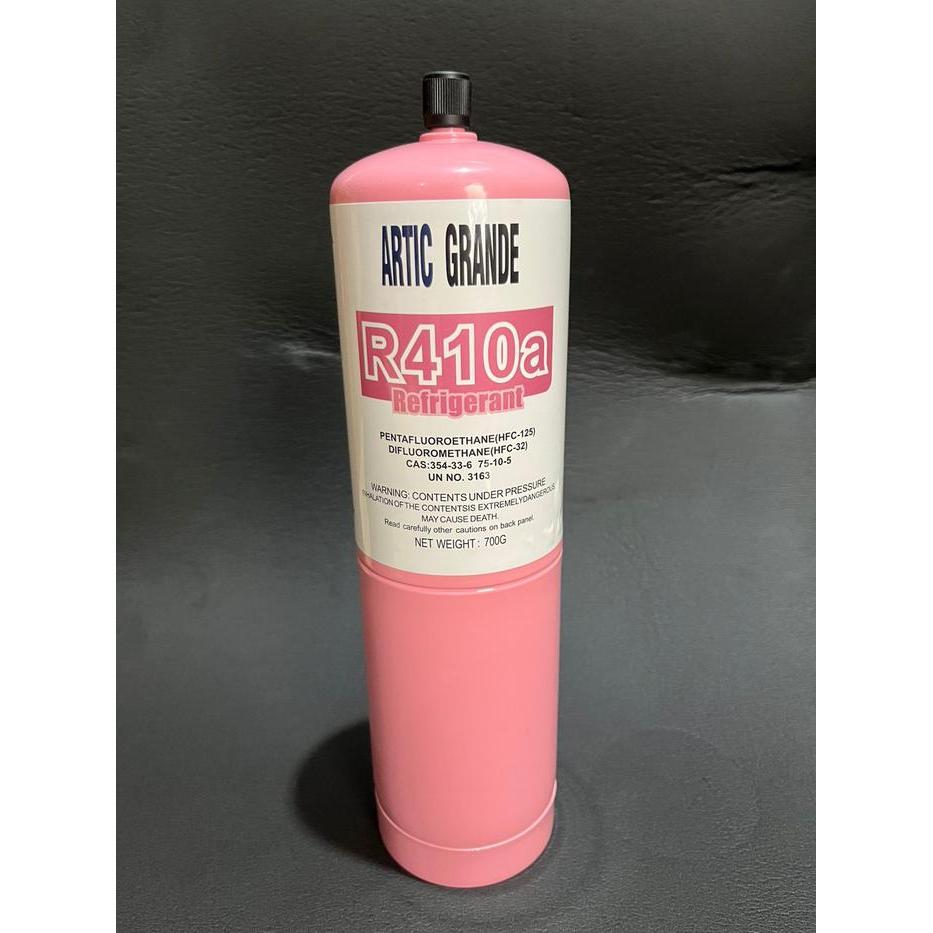 ARTIC GRANDE
R410a
Refrigerant
PENTAFLUOROETHANE(HFC-125)
DIFLUOROMETHANE(HFC-32)
CAS:354-33-6 75-10-5
UN NO. 3163
WARNING: CONTENTS UNDER PRESSURE
INHALATION OF THE CONTENTSIS EXTREMELYDANGEROUS
MAY CAUSE DEATH.
Read carefully other cautions on back panel.
NET WEIGHT: 700G